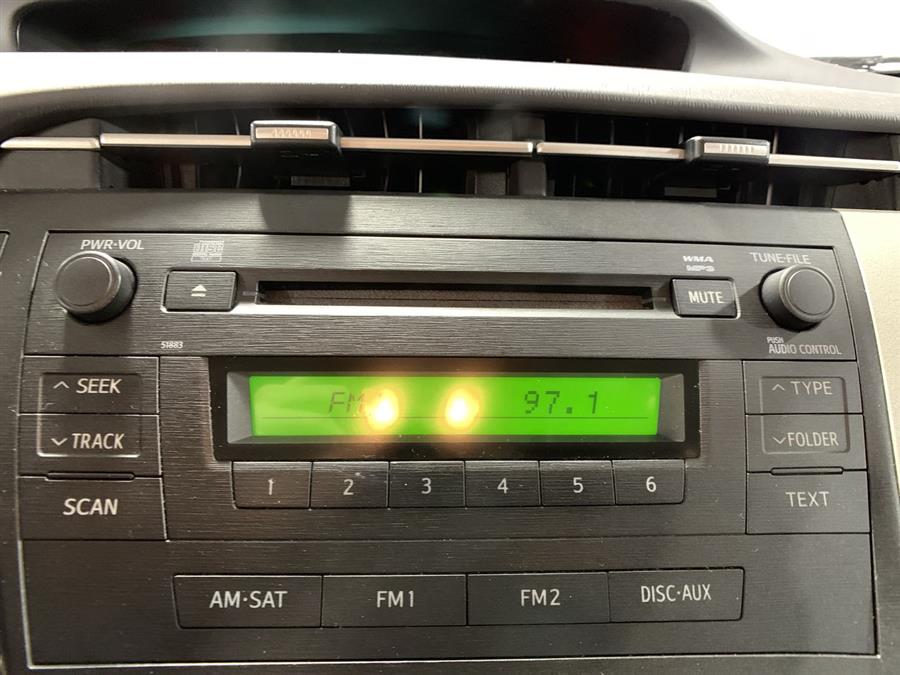 PWR·VOL
DISC
WMA
MP3
TUNE·FILE
MUTE
51883
PUSH
AUDIO CONTROL
SEEK
TRACK
SCAN
FM 97.1
TYPE
FOLDER
TEXT
1 2 3 4 5 6
AM·SAT FM1 FM2 DISC·AUX